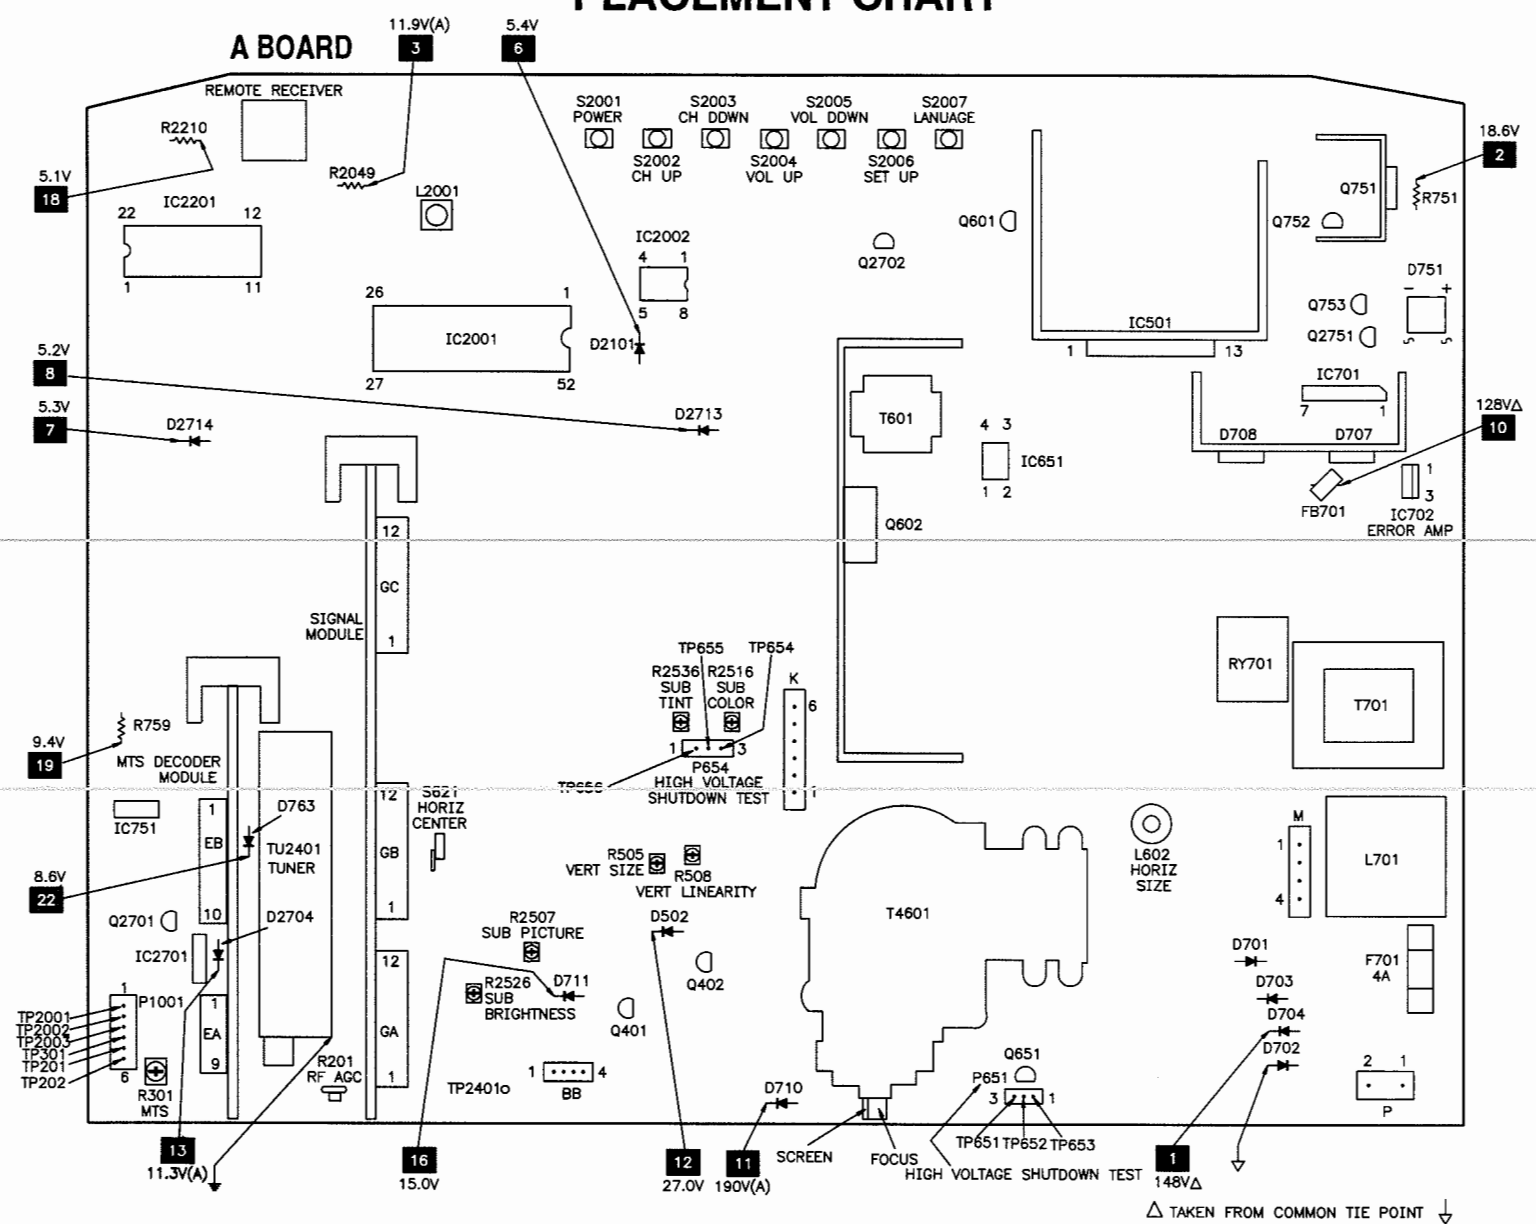 PLACEMENT CHART
A BOARD
11.9V(A)
3
5.4V
6
REMOTE RECEIVER
R2210
R2049
L2001
5.1V
18
IC2201
22 12
1 11
S2001
POWER
S2003
CH DDWN
S2005
VOL DDWN
S2007
LANUAGE
S2002
CH UP
S2004
VOL UP
S2006
SET UP
18.6V
2
Q751
R751
Q752
Q601
Q2702
IC2002
4 1
5 8
D751
- +
S S
Q753
Q2751
26 1
IC2001
27 52
D2101
IC501
1 13
IC701
7 1
5.2V
8
5.3V
7
D2714
D2713
T601
4 3
IC651
1 2
D708
D707
128V△
10
FB701
1
3
IC702
ERROR AMP
Q602
12
GC
1
SIGNAL
MODULE
TP655
TP654
R2536
SUB
TINT
R2516
SUB
COLOR
K
6
1
1 3
P654
HIGH VOLTAGE
SHUTDOWN TEST
TP656
RY701
T701
R759
9.4V
19
MTS DECODER
MODULE
IC751
1
EB
10
D763
TU2401
TUNER
12
GB
1
S621
HORIZ
CENTER
R505
VERT SIZE
R508
VERT LINEARITY
L602
HORIZ
SIZE
M
1
4
L701
8.6V
22
Q2701
D2704
IC2701
R2507
SUB PICTURE
D502
T4601
Q402
D701
D703
D704
D702
F701
4A
1
P1001
6
TP2001
TP2002
TP2003
TP301
TP201
TP202
1
EA
9
12
GA
1
R2526
SUB
BRIGHTNESS
D711
Q401
R301
MTS
R201
RF AGC
TP2401o
1 4
BB
D710
Q651
P651
3 1
2 1
P
TP651 TP652 TP653
SCREEN
FOCUS
HIGH VOLTAGE SHUTDOWN TEST
13
11.3V(A)
16
15.0V
12
27.0V
11
190V(A)
1
148V△
△ TAKEN FROM COMMON TIE POINT